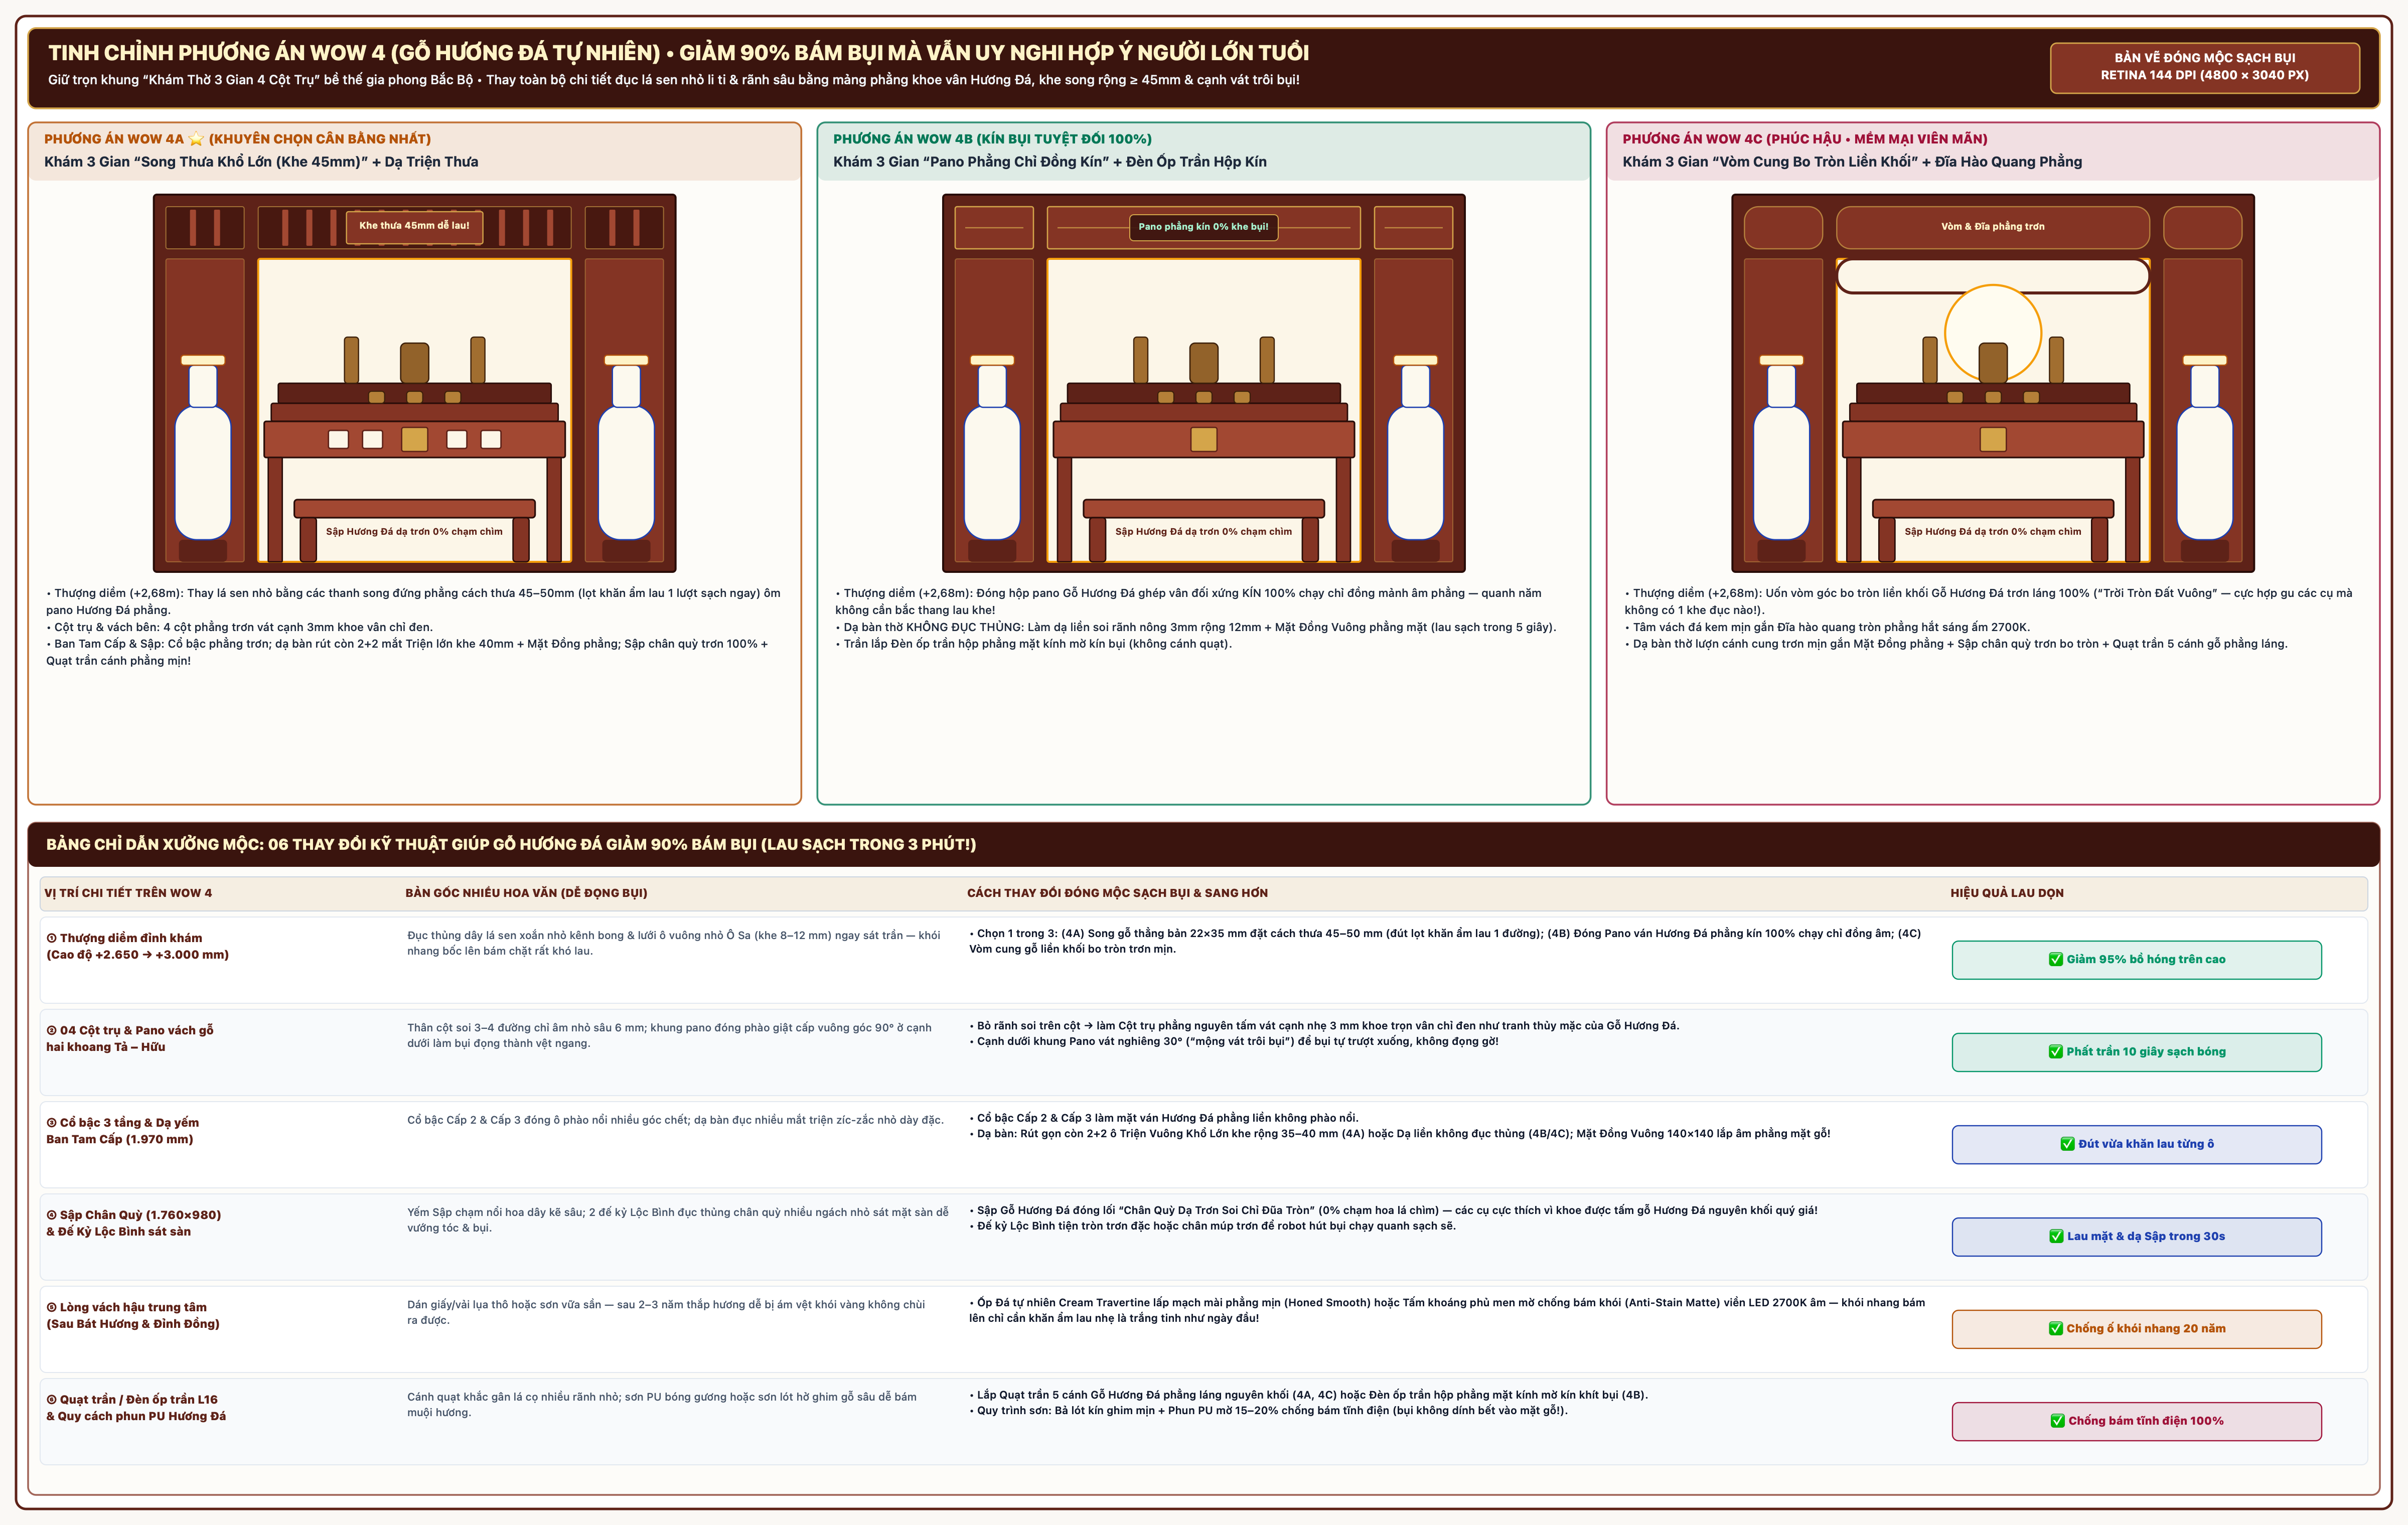 TINH CHỈNH PHƯƠNG ÁN WOW 4 (GỖ HƯƠNG ĐÁ TỰ NHIÊN) • GIẢM 90% BÁM BỤI MÀ VẪN UY NGHI HỢP Ý NGƯỜI LỚN TUỔI
Giữ trọn khung “Khám Thờ 3 Gian 4 Cột Trụ” bề thế gia phong Bắc Bộ • Thay toàn bộ chi tiết đục lá sen nhỏ li ti & rãnh sâu bằng mảng phẳng khoe vân Hương Đá, khe song rộng ≥ 45mm & cạnh vát trôi bụi!
BẢN VẼ ĐÓNG MỘC SẠCH BỤI
RETINA 144 DPI (4800 × 3040 PX)
PHƯƠNG ÁN WOW 4A ⭐ (KHUYÊN CHỌN CÂN BẰNG NHẤT)
Khám 3 Gian “Song Thưa Khổ Lớn (Khe 45mm)” + Dạ Triện Thưa
Khe thưa 45mm dễ lau!
Sập Hương Đá dạ trơn 0% chạm chìm
• Thượng diềm (+2,68m): Thay lá sen nhỏ bằng các thanh song đứng phẳng cách thưa 45–50mm (lọt khăn ẩm lau 1 lượt sạch ngay) ôm
pano Hương Đá phẳng.
• Cột trụ & vách bên: 4 cột phẳng trơn vát cạnh 3mm khoe vân chỉ đen.
• Ban Tam Cấp & Sập: Cổ bậc phẳng trơn; dạ bàn rút còn 2+2 mắt Triện lớn khe 40mm + Mặt Đồng phẳng; Sập chân quỳ trơn 100% +
Quạt trần cánh phẳng mịn!
PHƯƠNG ÁN WOW 4B (KÍN BỤI TUYỆT ĐỐI 100%)
Khám 3 Gian “Pano Phẳng Chỉ Đồng Kín” + Đèn Ốp Trần Hộp Kín
Pano phẳng kín 0% khe bụi!
Sập Hương Đá dạ trơn 0% chạm chìm
• Thượng diềm (+2,68m): Đóng hộp pano Gỗ Hương Đá ghép vân đối xứng KÍN 100% chạy chỉ đồng mảnh âm phẳng — quanh năm
không cần bắc thang lau khe!
• Dạ bàn thờ KHÔNG ĐỤC THỦNG: Làm dạ liền soi rãnh nông 3mm rộng 12mm + Mặt Đồng Vuông phẳng mặt (lau sạch trong 5 giây).
• Trần lắp Đèn ốp trần hộp phẳng mặt kính mờ kín bụi (không cánh quạt).
PHƯƠNG ÁN WOW 4C (PHÚC HẬU • MỀM MẠI VIÊN MÃN)
Khám 3 Gian “Vòm Cung Bo Tròn Liền Khối” + Đĩa Hào Quang Phẳng
Vòm & Đĩa phẳng trơn
Sập Hương Đá dạ trơn 0% chạm chìm
• Thượng diềm (+2,68m): Uốn vòm góc bo tròn liền khối Gỗ Hương Đá trơn láng 100% (“Trời Tròn Đất Vuông” — cực hợp gu các cụ mà
không có 1 khe đục nào!).
• Tâm vách đá kem mịn gắn Đĩa hào quang tròn phẳng hắt sáng ấm 2700K.
• Dạ bàn thờ lượn cánh cung trơn mịn gắn Mặt Đồng phẳng + Sập chân quỳ trơn bo tròn + Quạt trần 5 cánh gỗ phẳng láng.
BẢNG CHỈ DẪN XƯỞNG MỘC: 06 THAY ĐỔI KỸ THUẬT GIÚP GỖ HƯƠNG ĐÁ GIẢM 90% BÁM BỤI (LAU SẠCH TRONG 3 PHÚT!)
VỊ TRÍ CHI TIẾT TRÊN WOW 4
BẢN GỐC NHIỀU HOA VĂN (DỄ ĐỌNG BỤI)
CÁCH THAY ĐỔI ĐÓNG MỘC SẠCH BỤI & SANG HƠN
HIỆU QUẢ LAU DỌN
① Thượng diềm đỉnh khám
(Cao độ +2.650 → +3.000 mm)
Đục thủng dây lá sen xoắn nhỏ kênh bong & lưới ô vuông nhỏ Ô Sa (khe 8–12 mm) ngay sát trần — khói
nhang bốc lên bám chặt rất khó lau.
• Chọn 1 trong 3: (4A) Song gỗ thẳng bản 22×35 mm đặt cách thưa 45–50 mm (đút lọt khăn ẩm lau 1 đường); (4B) Đóng Pano ván Hương Đá phẳng kín 100% chạy chỉ đồng âm; (4C)
Vòm cung gỗ liền khối bo tròn trơn mịn.
✅ Giảm 95% bồ hóng trên cao
② 04 Cột trụ & Pano vách gỗ
hai khoang Tả – Hữu
Thân cột soi 3–4 đường chỉ âm nhỏ sâu 6 mm; khung pano đóng phào giật cấp vuông góc 90° ở cạnh
dưới làm bụi đọng thành vệt ngang.
• Bỏ rãnh soi trên cột → làm Cột trụ phẳng nguyên tấm vát cạnh nhẹ 3 mm khoe trọn vân chỉ đen như tranh thủy mặc của Gỗ Hương Đá.
• Cạnh dưới khung Pano vát nghiêng 30° (“mộng vát trôi bụi”) để bụi tự trượt xuống, không đọng gờ!
✅ Phất trần 10 giây sạch bóng
③ Cổ bậc 3 tầng & Dạ yếm
Ban Tam Cấp (1.970 mm)
Cổ bậc Cấp 2 & Cấp 3 đóng ô phào nổi nhiều góc chết; dạ bàn đục nhiều mắt triện zíc-zắc nhỏ dày đặc.
• Cổ bậc Cấp 2 & Cấp 3 làm mặt ván Hương Đá phẳng liền không phào nổi.
• Dạ bàn: Rút gọn còn 2+2 ô Triện Vuông Khổ Lớn khe rộng 35–40 mm (4A) hoặc Dạ liền không đục thủng (4B/4C); Mặt Đồng Vuông 140×140 lắp âm phẳng mặt gỗ!
✅ Đút vừa khăn lau từng ô
④ Sập Chân Quỳ (1.760×980)
& Đế Kỷ Lộc Bình sát sàn
Yếm Sập chạm nổi hoa dây kẽ sâu; 2 đế kỷ Lộc Bình đục thủng chân quỳ nhiều ngách nhỏ sát mặt sàn dễ
vướng tóc & bụi.
• Sập Gỗ Hương Đá đóng lối “Chân Quỳ Dạ Trơn Soi Chỉ Đũa Tròn” (0% chạm hoa lá chìm) — các cụ cực thích vì khoe được tấm gỗ Hương Đá nguyên khối quý giá!
• Đế kỷ Lộc Bình tiện tròn trơn đặc hoặc chân múp trơn để robot hút bụi chạy quanh sạch sẽ.
✅ Lau mặt & dạ Sập trong 30s
⑤ Lòng vách hậu trung tâm
(Sau Bát Hương & Đỉnh Đồng)
Dán giấy/vải lụa thô hoặc sơn vữa sần — sau 2–3 năm thắp hương dễ bị ám vệt khói vàng không chùi
ra được.
• Ốp Đá tự nhiên Cream Travertine lấp mạch mài phẳng mịn (Honed Smooth) hoặc Tấm khoáng phủ men mờ chống bám khói (Anti-Stain Matte) viền LED 2700K âm — khói nhang bám
lên chỉ cần khăn ẩm lau nhẹ là trắng tinh như ngày đầu!
✅ Chống ố khói nhang 20 năm
⑥ Quạt trần / Đèn ốp trần L16
& Quy cách phun PU Hương Đá
Cánh quạt khắc gân lá cọ nhiều rãnh nhỏ; sơn PU bóng gương hoặc sơn lót hở ghim gỗ sâu dễ bám
muội hương.
• Lắp Quạt trần 5 cánh Gỗ Hương Đá phẳng láng nguyên khối (4A, 4C) hoặc Đèn ốp trần hộp phẳng mặt kính mờ kín khít bụi (4B).
• Quy trình sơn: Bả lót kín ghim mịn + Phun PU mờ 15–20% chống bám tĩnh điện (bụi không dính bết vào mặt gỗ!).
✅ Chống bám tĩnh điện 100%